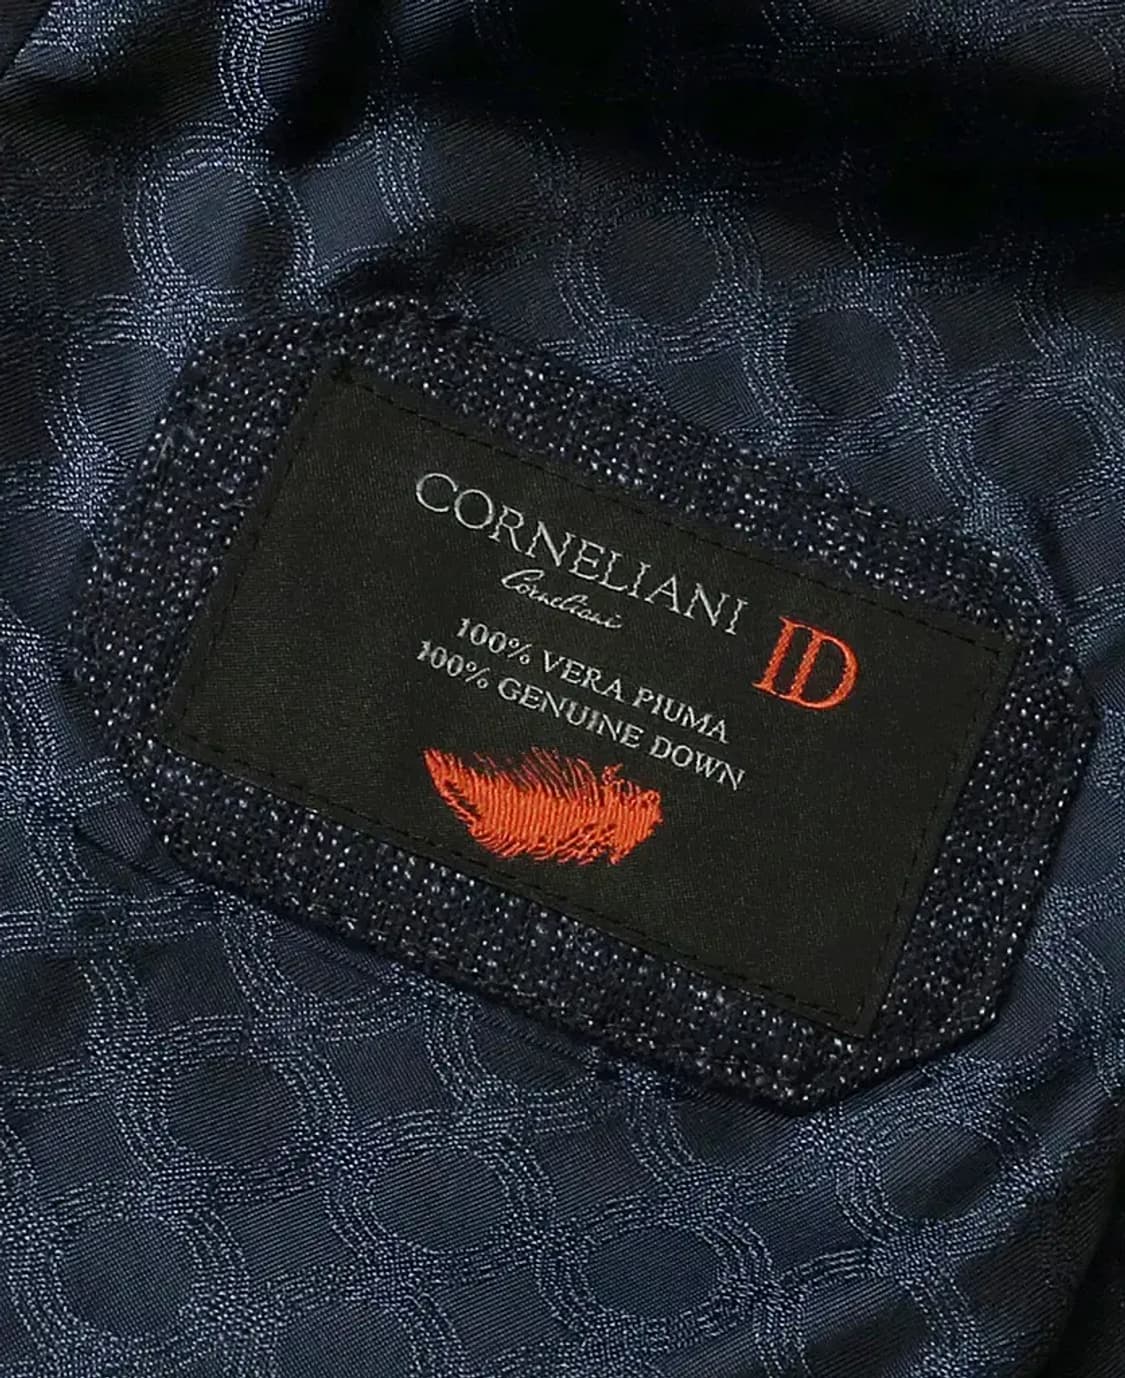 CORNELIANI ID
Corneliani
100% VERA PIUMA
100% GENUINE DOWN